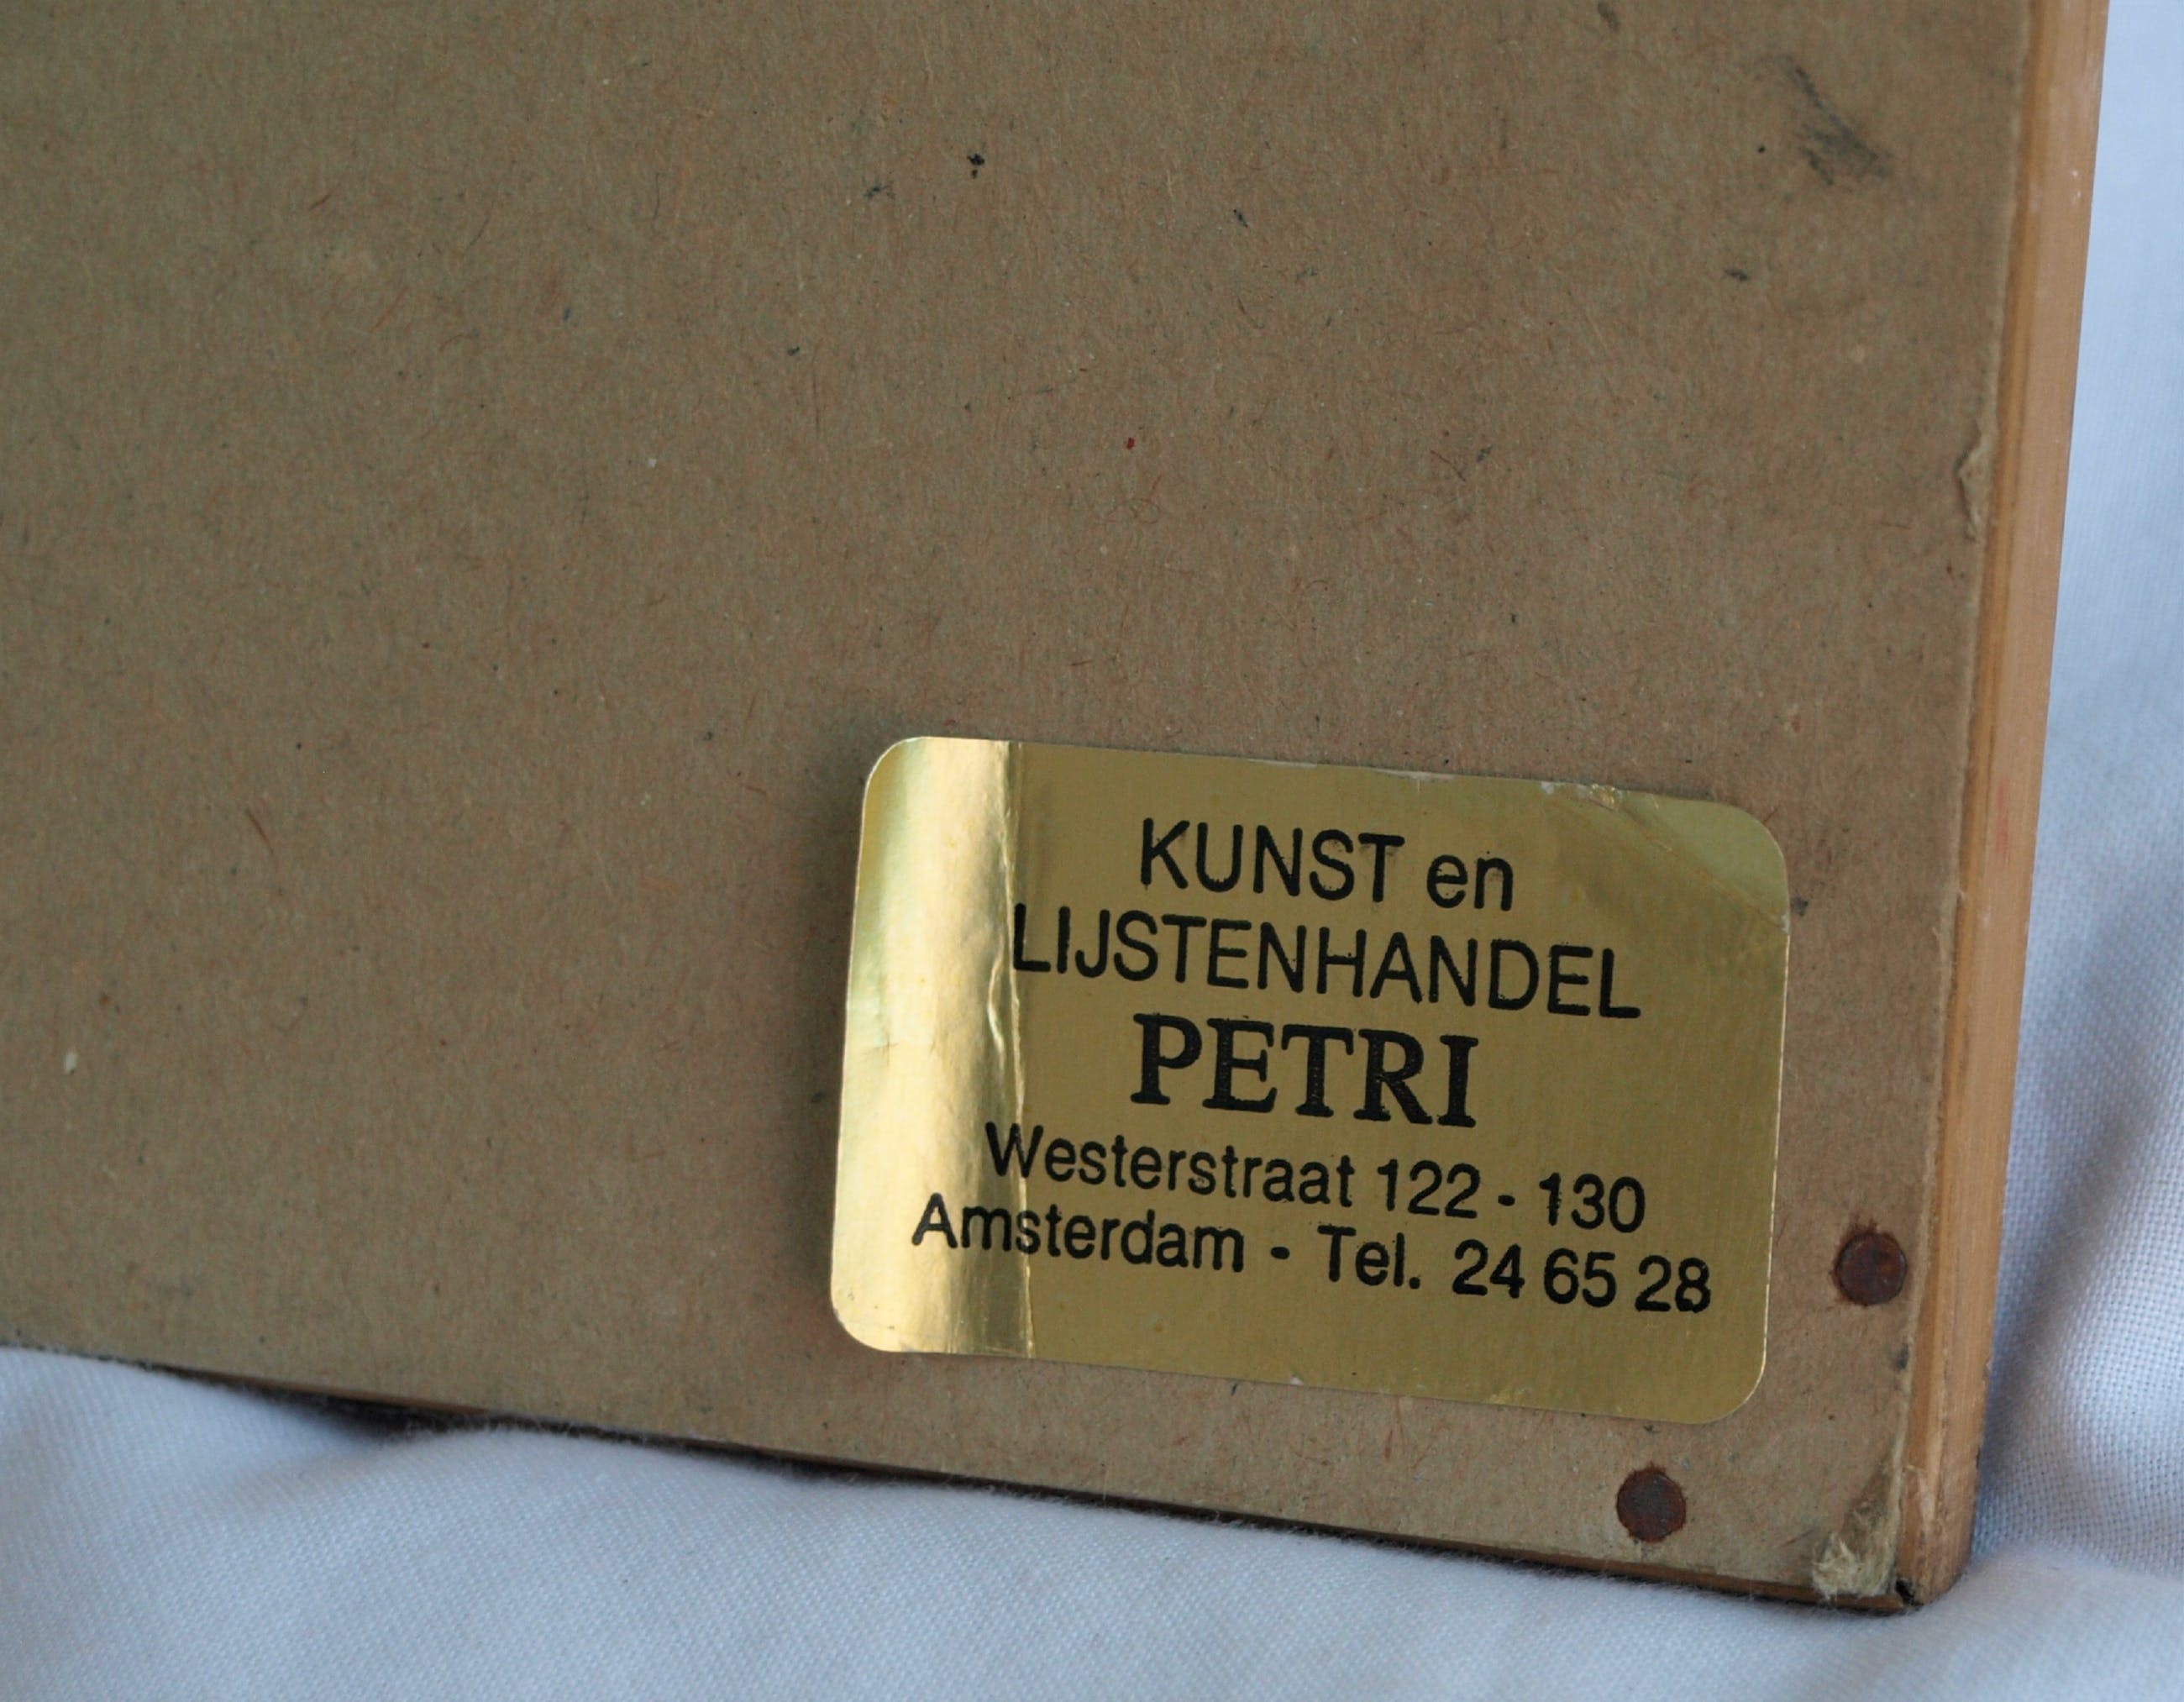 KUNST en
LIJSTENHANDEL
PETRI
Westerstraat 122 - 130
Amsterdam - Tel. 24 65 28